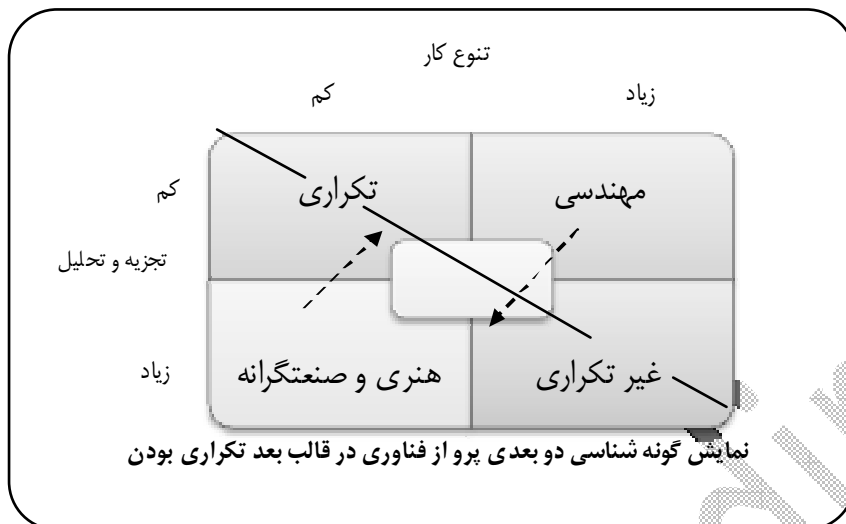 تنوع کار
کم زیاد
کم تکراری مهندسی
تجزیه و تحلیل
زیاد هنری و صنعتگرانه غیر تکراری
نمایش گونه شناسی دو بعدی پرو از فناوری در قالب بعد تکراری بودن